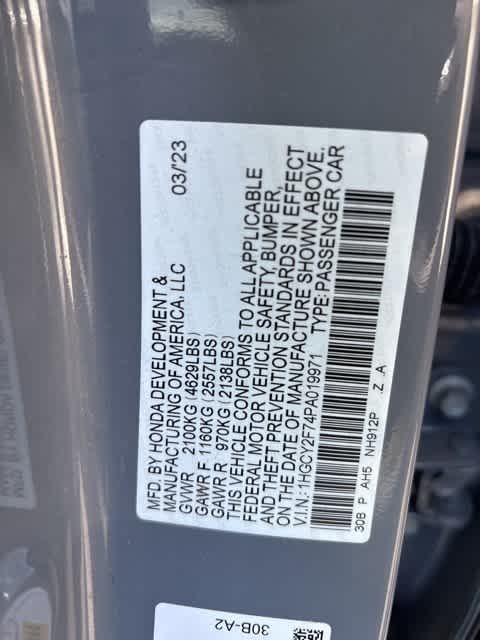 MFD. BY HONDA DEVELOPMENT &
MANUFACTURING OF AMERICA, LLC 03/23
GVWR 2100KG (4629LBS)
GAWR F 1160KG (2557LBS)
GAWR R 970KG (2138LBS)
THIS VEHICLE CONFORMS TO ALL APPLICABLE
FEDERAL MOTOR VEHICLE SAFETY, BUMPER,
AND THEFT PREVENTION STANDARDS IN EFFECT
ON THE DATE OF MANUFACTURE SHOWN ABOVE.
V.I.N.:1HGCY2F74PA019971 TYPE:PASSENGER CAR
30B P AH5 NH912P .Z .A
30B-A2